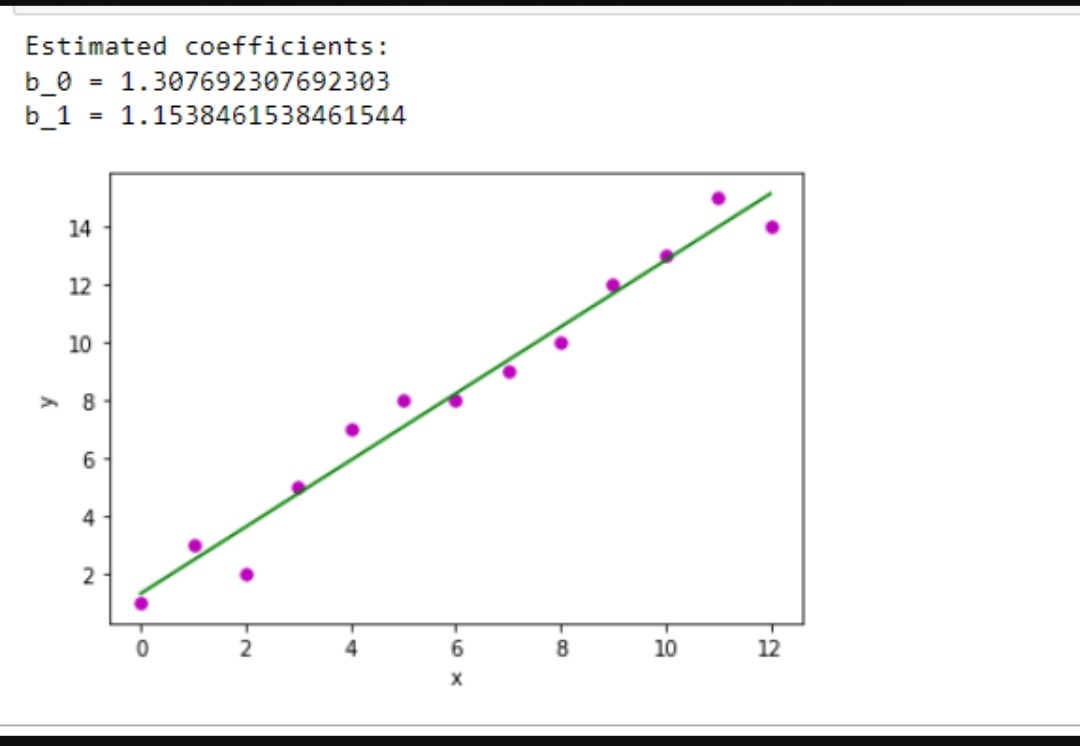 Estimated coefficients:
b_0 = 1.307692307692303
b_1 = 1.1538461538461544
14
12
10
8
6
4
2
y
0 2 4 6 8 10 12
x